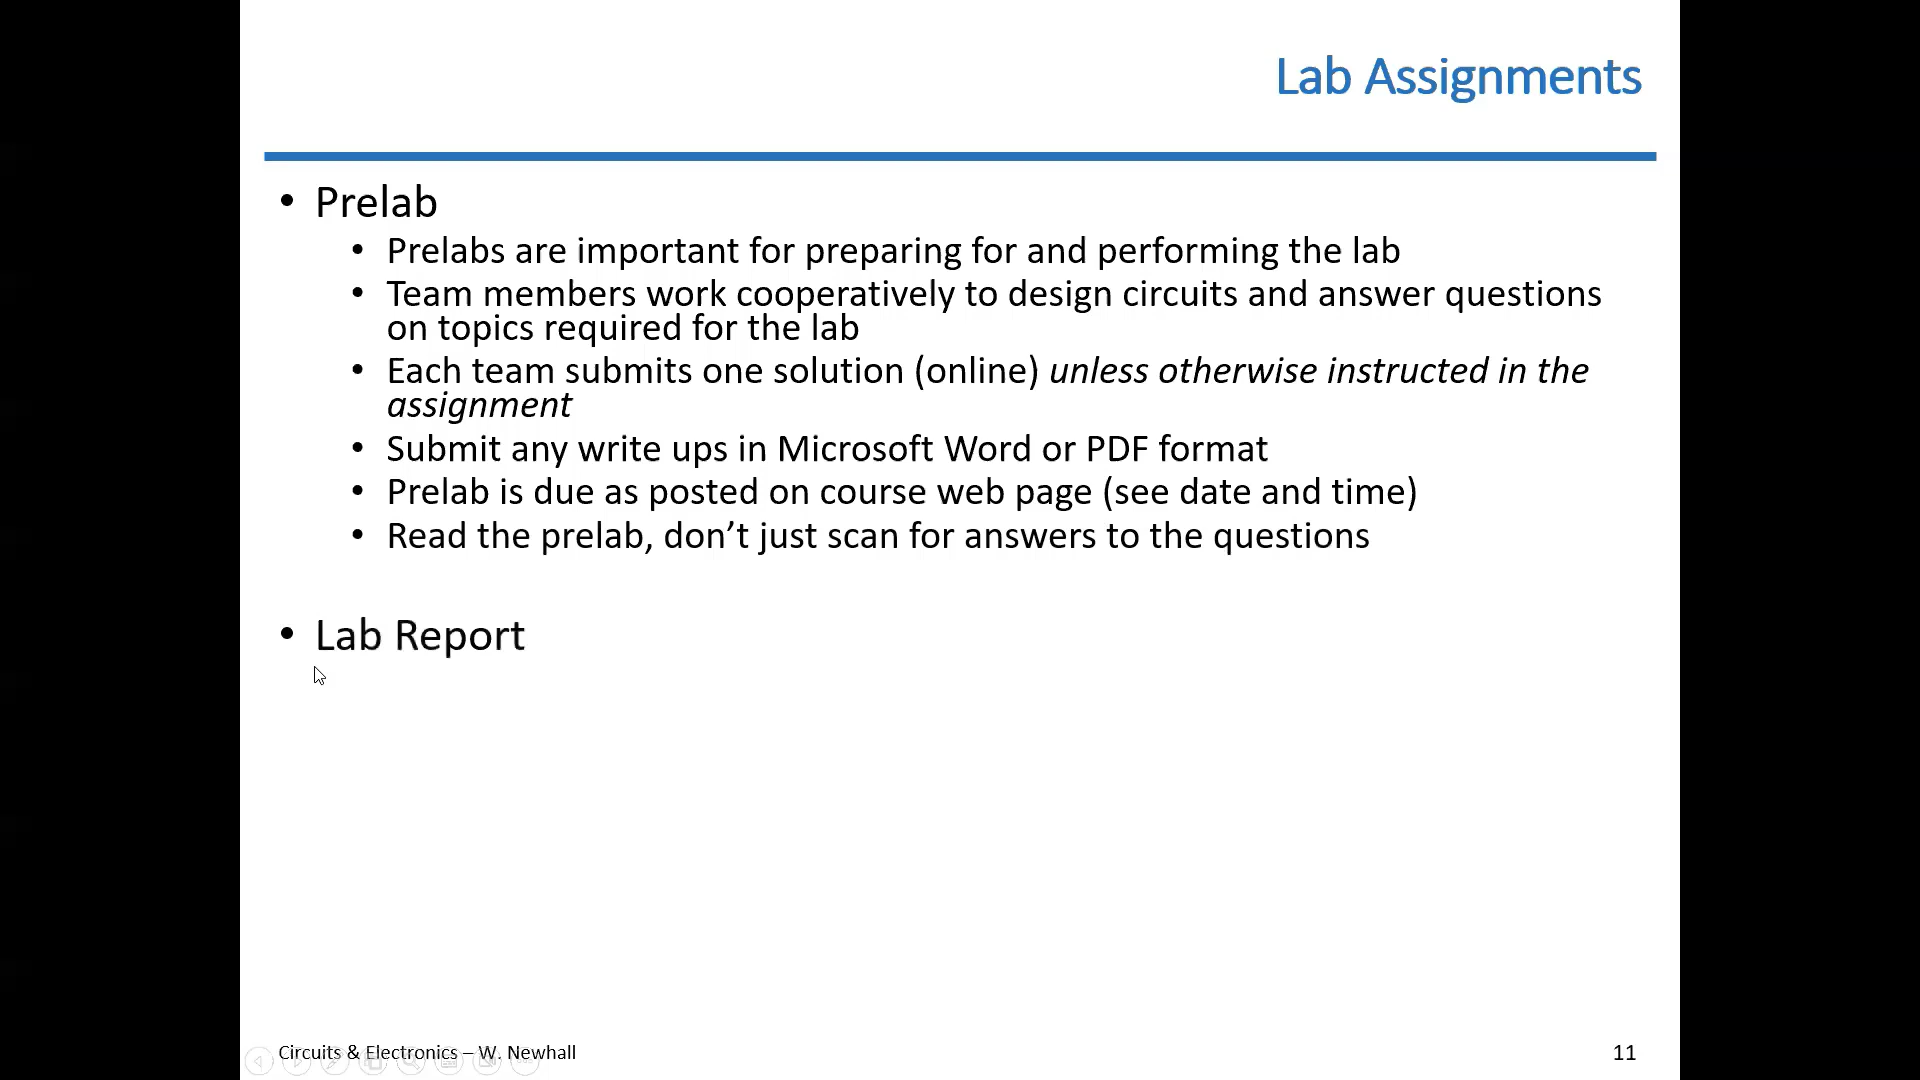 Lab Assignments
• Prelab
• Prelabs are important for preparing for and performing the lab
• Team members work cooperatively to design circuits and answer questions
on topics required for the lab
• Each team submits one solution (online) unless otherwise instructed in the
assignment
• Submit any write ups in Microsoft Word or PDF format
• Prelab is due as posted on course web page (see date and time)
• Read the prelab, don’t just scan for answers to the questions
• Lab Report
Circuits & Electronics – W. Newhall
11